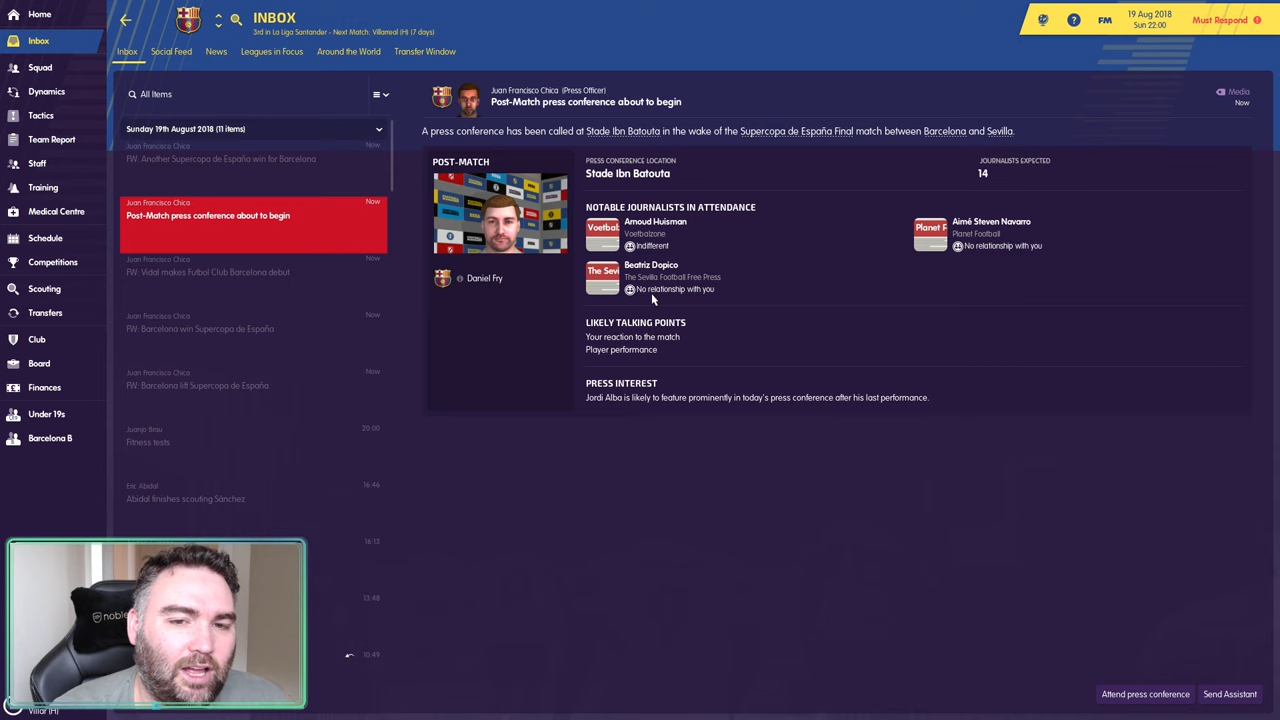 Home
Inbox
Squad
Dynamics
Tactics
Team Report
Staff
Training
Medical Centre
Schedule
Competitions
Scouting
Transfers
Club
Board
Finances
Under 19s
Barcelona B
INBOX
3rd in La Liga Santander - Next Match: Villarreal (H) (7 days)
FM
19 Aug 2018
Sun 22:00
Must Respond
Inbox
Social Feed
News
Leagues in Focus
Around the World
Transfer Window
All Items
Sunday 19th August 2018 (11 items)
Juan Francisco Chica
Now
FW: Another Supercopa de España win for Barcelona
Juan Francisco Chica
Now
Post-Match press conference about to begin
Juan Francisco Chica
Now
FW: Vidal makes Futbol Club Barcelona debut
Juan Francisco Chica
Now
FW: Barcelona win Supercopa de España
Juan Francisco Chica
Now
FW: Barcelona lift Supercopa de España
Juanjo Brau
20:00
Fitness tests
Eric Abidal
16:46
Abidal finishes scouting Sánchez
16:12
13:48
10:49
Juan Francisco Chica (Press Officer)
Post-Match press conference about to begin
Media
Now
A press conference has been called at Stade Ibn Batouta in the wake of the Supercopa de España Final match between Barcelona and Sevilla.
POST-MATCH
Daniel Fry
PRESS CONFERENCE LOCATION
Stade Ibn Batouta
JOURNALISTS EXPECTED
14
NOTABLE JOURNALISTS IN ATTENDANCE
Voetbal
Arnoud Huisman
Voetbalzone
Indifferent
Planet F
Aimé Steven Navarro
Planet Football
No relationship with you
The Sevi
Beatriz Dopico
The Sevilla Football Free Press
No relationship with you
LIKELY TALKING POINTS
Your reaction to the match
Player performance
PRESS INTEREST
Jordi Alba is likely to feature prominently in today's press conference after his last performance.
noble
Villar (H)
Attend press conference
Send Assistant